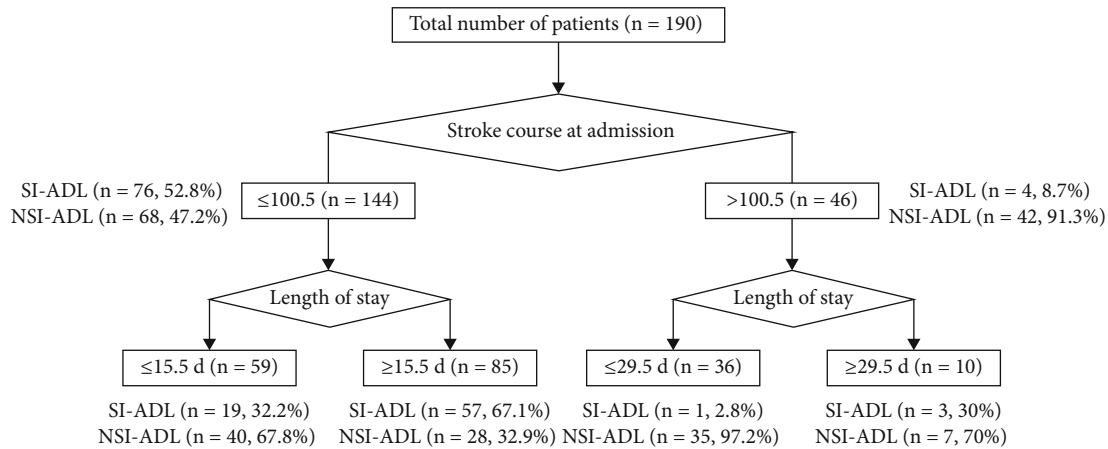 Total number of patients (n = 190)
Stroke course at admission
SI-ADL (n = 76, 52.8%)
NSI-ADL (n = 68, 47.2%)
≤100.5 (n = 144)
>100.5 (n = 46)
SI-ADL (n = 4, 8.7%)
NSI-ADL (n = 42, 91.3%)
Length of stay
Length of stay
≤15.5 d (n = 59)
≥15.5 d (n = 85)
≤29.5 d (n = 36)
≥29.5 d (n = 10)
SI-ADL (n = 19, 32.2%)
NSI-ADL (n = 40, 67.8%)
SI-ADL (n = 57, 67.1%)
NSI-ADL (n = 28, 32.9%)
SI-ADL (n = 1, 2.8%)
NSI-ADL (n = 35, 97.2%)
SI-ADL (n = 3, 30%)
NSI-ADL (n = 7, 70%)